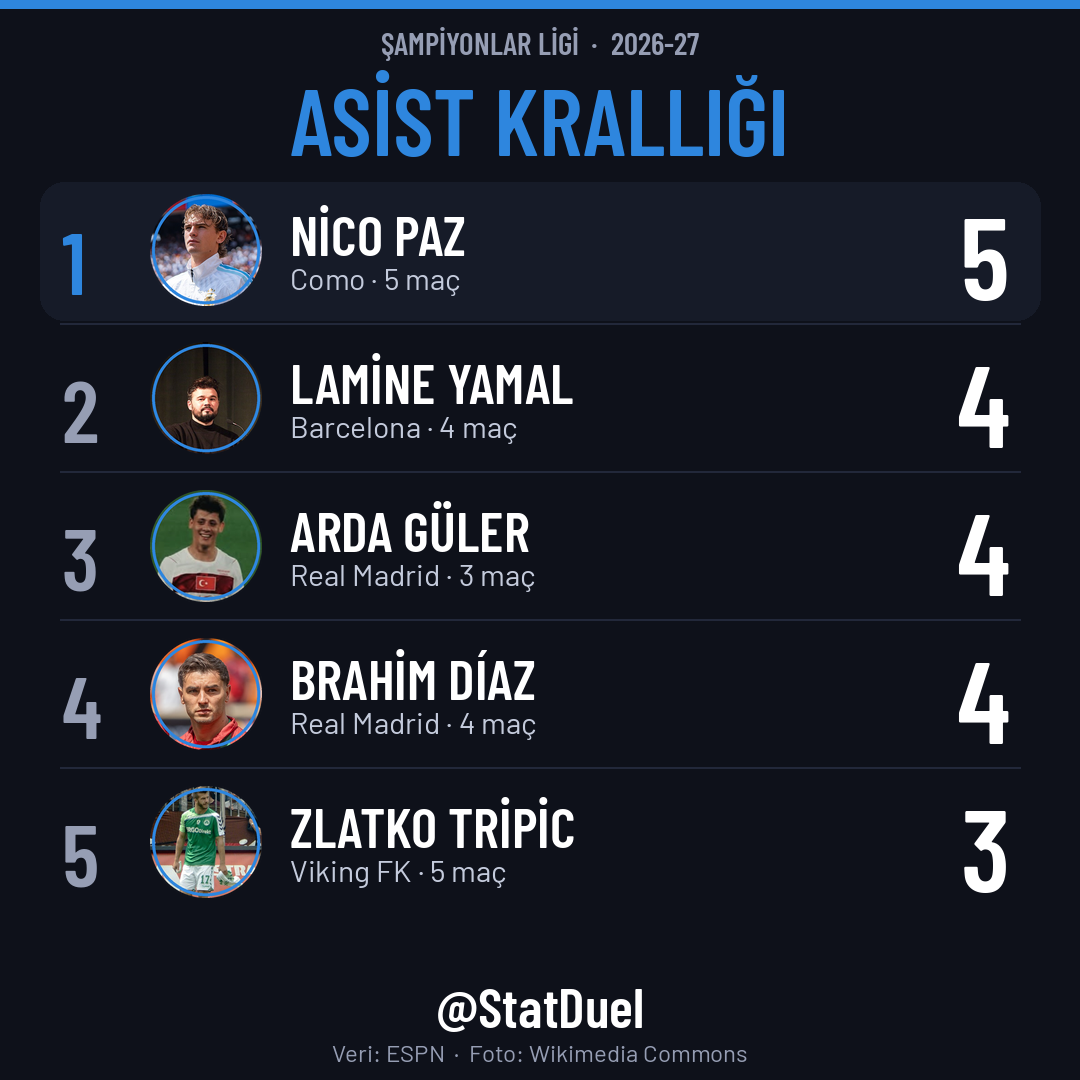 ŞAMPİYONLAR LİGİ · 2026-27
ASİST KRALLIĞI
1
NİCO PAZ
Como · 5 maç
5
2
LAMİNE YAMAL
Barcelona · 4 maç
4
3
ARDA GÜLER
Real Madrid · 3 maç
4
4
BRAHİM DÍAZ
Real Madrid · 4 maç
4
5
ZLATKO TRİPİC
Viking FK · 5 maç
3
@StatDuel
Veri: ESPN · Foto: Wikimedia Commons